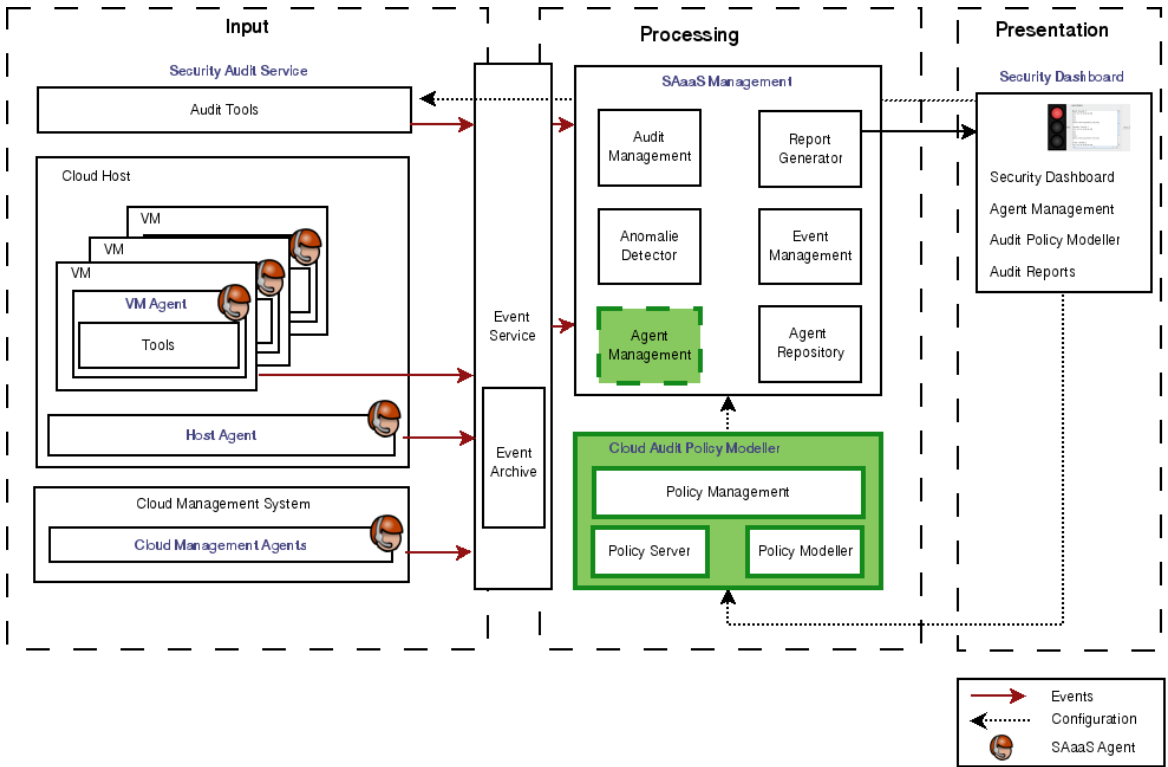 Input
Processing
Presentation
Security Audit Service
Audit Tools
Cloud Host
VM
VM
VM
VM Agent
Tools
Host Agent
Cloud Management System
Cloud Management Agents
Event
Service
Event
Archive
SAaaS Management
Audit
Management
Report
Generator
Anomalie
Detector
Event
Management
Agent
Management
Agent
Repository
Cloud Audit Policy Modeller
Policy Management
Policy Server
Policy Modeller
Security Dashboard
Security Dashboard
Agent Management
Audit Policy Modeller
Audit Reports
Events
Configuration
SAaaS Agent